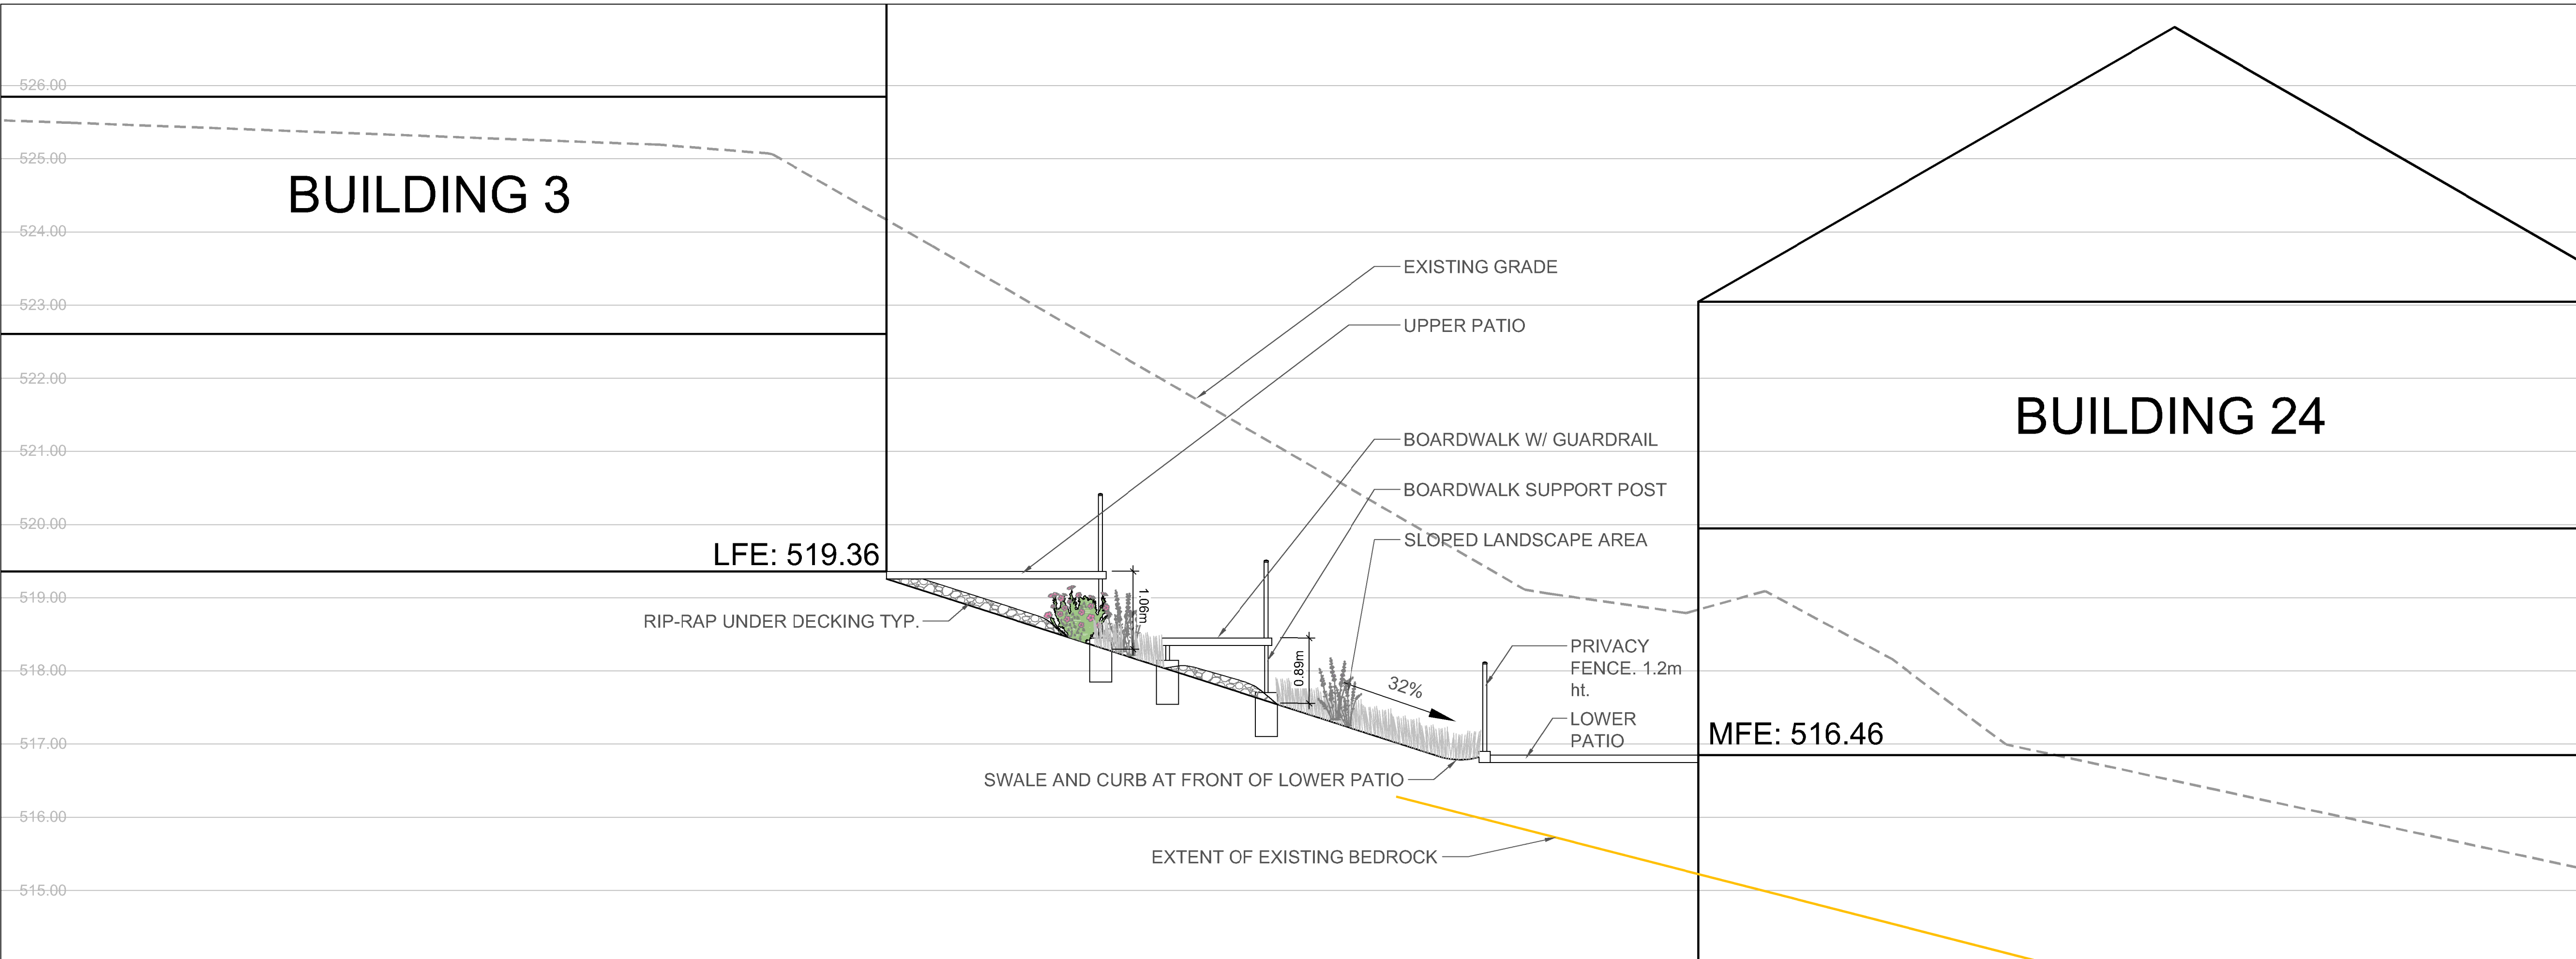 526.00
525.00
BUILDING 3
524.00
EXISTING GRADE
523.00
UPPER PATIO
522.00
BUILDING 24
521.00
BOARDWALK W/ GUARDRAIL
BOARDWALK SUPPORT POST
520.00
SLOPED LANDSCAPE AREA
LFE: 519.36
519.00
1.06m
RIP-RAP UNDER DECKING TYP.
518.00
0.89m
32%
PRIVACY
FENCE. 1.2m
ht.
LOWER
PATIO
517.00
MFE: 516.46
SWALE AND CURB AT FRONT OF LOWER PATIO
516.00
EXTENT OF EXISTING BEDROCK
515.00